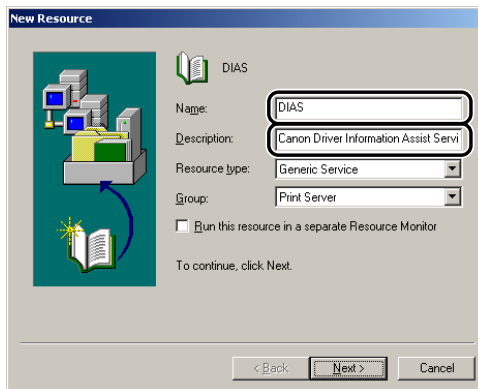 New Resource
DIAS
Name: DIAS
Description: Canon Driver Information Assist Servi
Resource type: Generic Service
Group: Print Server
Run this resource in a separate Resource Monitor
To continue, click Next.
< Back Next > Cancel